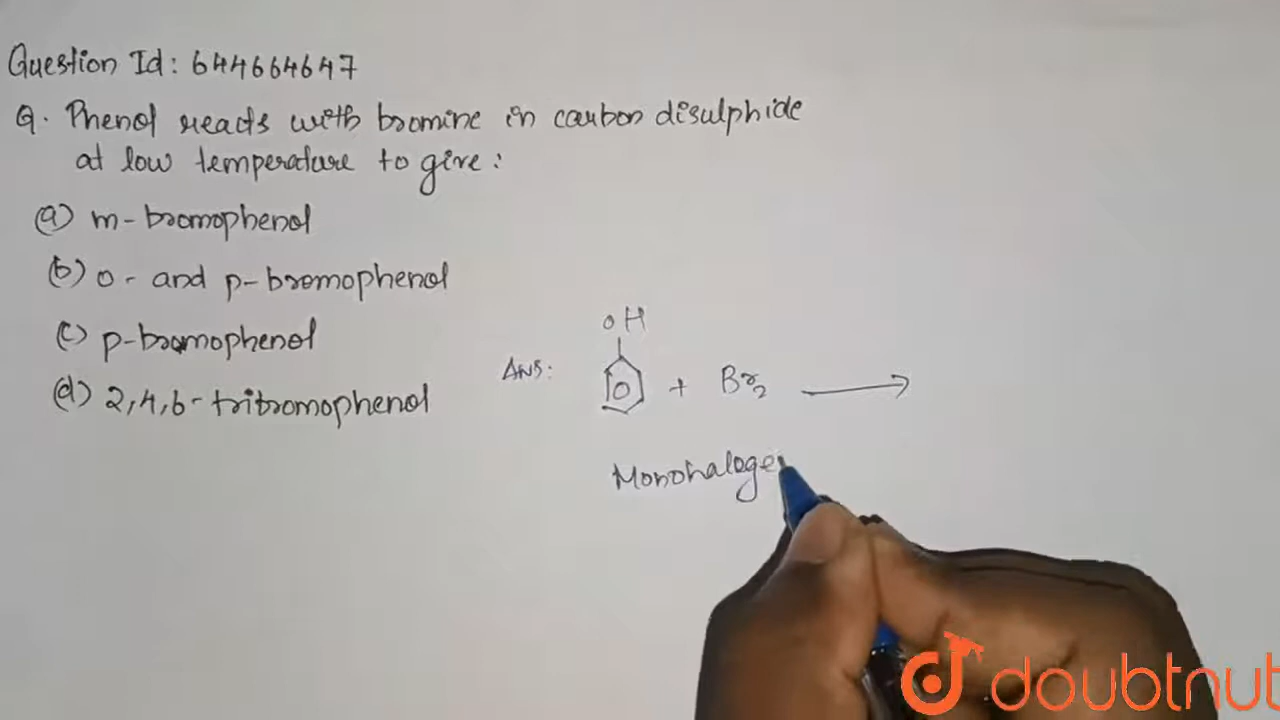 Question Id: 644664647
Q. Phenol reacts with bromine in carbon disulphide
at low temperature to give:
(a) m-bromophenol
(b) o- and p-bromophenol
(c) p-bromophenol
(d) 2,4,6-tribromophenol
OH
Ans: + Br2
Monohaloge
doubtnut